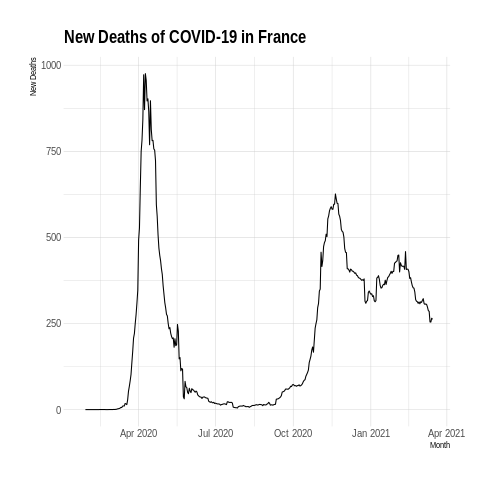 New Deaths of COVID-19 in France
New Deaths
1000
750
500
250
0
Apr 2020
Jul 2020
Oct 2020
Jan 2021
Apr 2021
Month